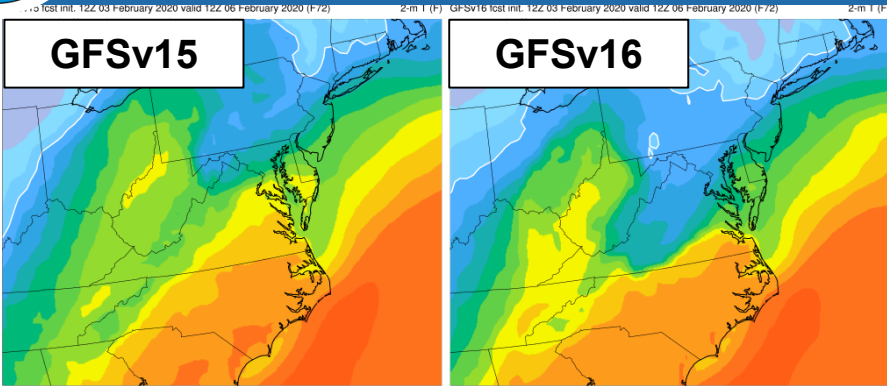 fcst init. 12Z 03 February 2020 valid 12Z 06 February 2020 (F72) 2-m T (F)
GFSv16 fcst init. 12Z 03 February 2020 valid 12Z 06 February 2020 (F72) 2-m T (F
GFSv15
GFSv16